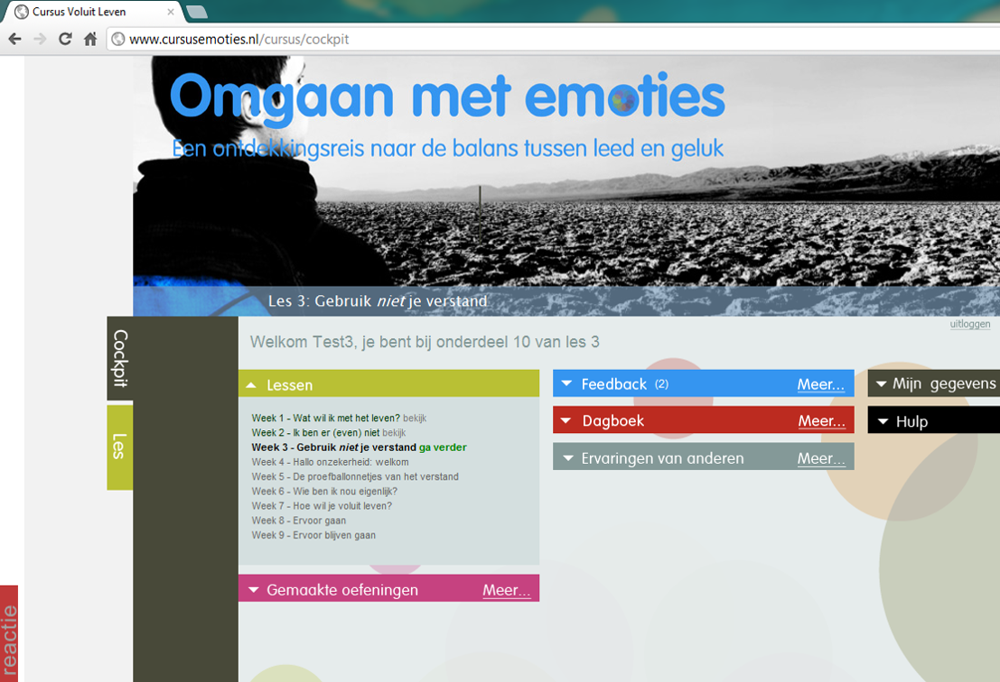 Cursus Voluit Leven
www.cursusemoties.nl/cursus/cockpit
Omgaan met emoties
Een ontdekkingsreis naar de balans tussen leed en geluk
Les 3: Gebruik niet je verstand
uitloggen
Cockpit
Les
Welkom Test3, je bent bij onderdeel 10 van les 3
Lessen
Week 1 - Wat wil ik met het leven? bekijk
Week 2 - Ik ben er (even) niet bekijk
Week 3 - Gebruik niet je verstand ga verder
Week 4 - Hallo onzekerheid: welkom
Week 5 - De proefballonnetjes van het verstand
Week 6 - Wie ben ik nou eigenlijk?
Week 7 - Hoe wil je voluit leven?
Week 8 - Ervoor gaan
Week 9 - Ervoor blijven gaan
Gemaakte oefeningen Meer...
Feedback (2) Meer...
Dagboek Meer...
Ervaringen van anderen Meer...
Mijn gegevens
Hulp
reactie